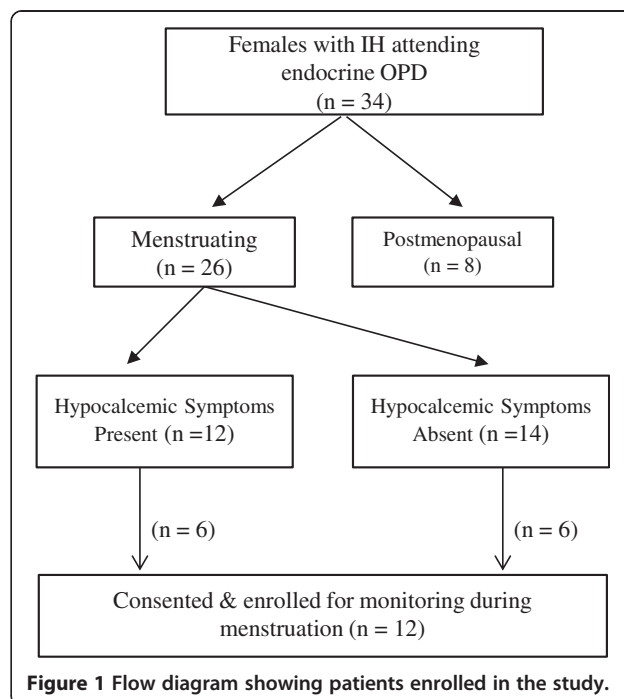 Females with IH attending
endocrine OPD
(n = 34)
Menstruating
(n = 26)
Postmenopausal
(n = 8)
Hypocalcemic Symptoms
Present (n =12)
Hypocalcemic Symptoms
Absent (n =14)
(n = 6)
(n = 6)
Consented & enrolled for monitoring during
menstruation (n = 12)
Figure 1 Flow diagram showing patients enrolled in the study.